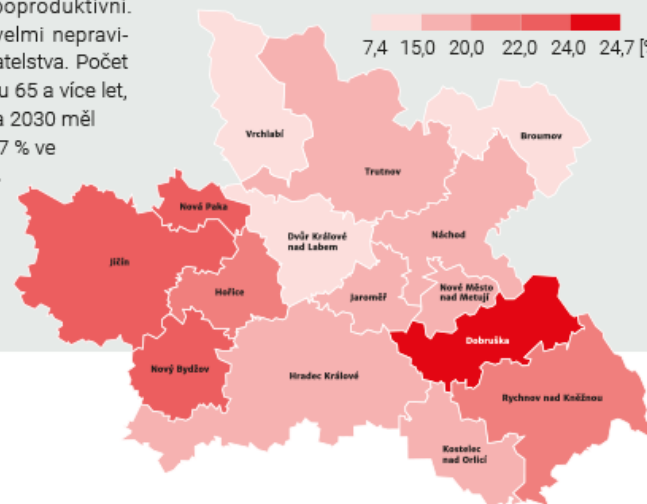 poproduktivní.
velmi nepravi-
atelstva. Počet
u 65 a více let,
a 2030 měl
7 % ve
7,4 15,0 20,0 22,0 24,0 24,7 [%
Vrchlabí
Broumov
Trutnov
Nová Paka
Dvůr Králové
nad Labem
Náchod
Jičín
Hořice
Jaroměř
Nové Město
nad Metují
Dobruška
Nový Bydžov
Hradec Králové
Rychnov nad Kněžnou
Kostelec
nad Orlicí